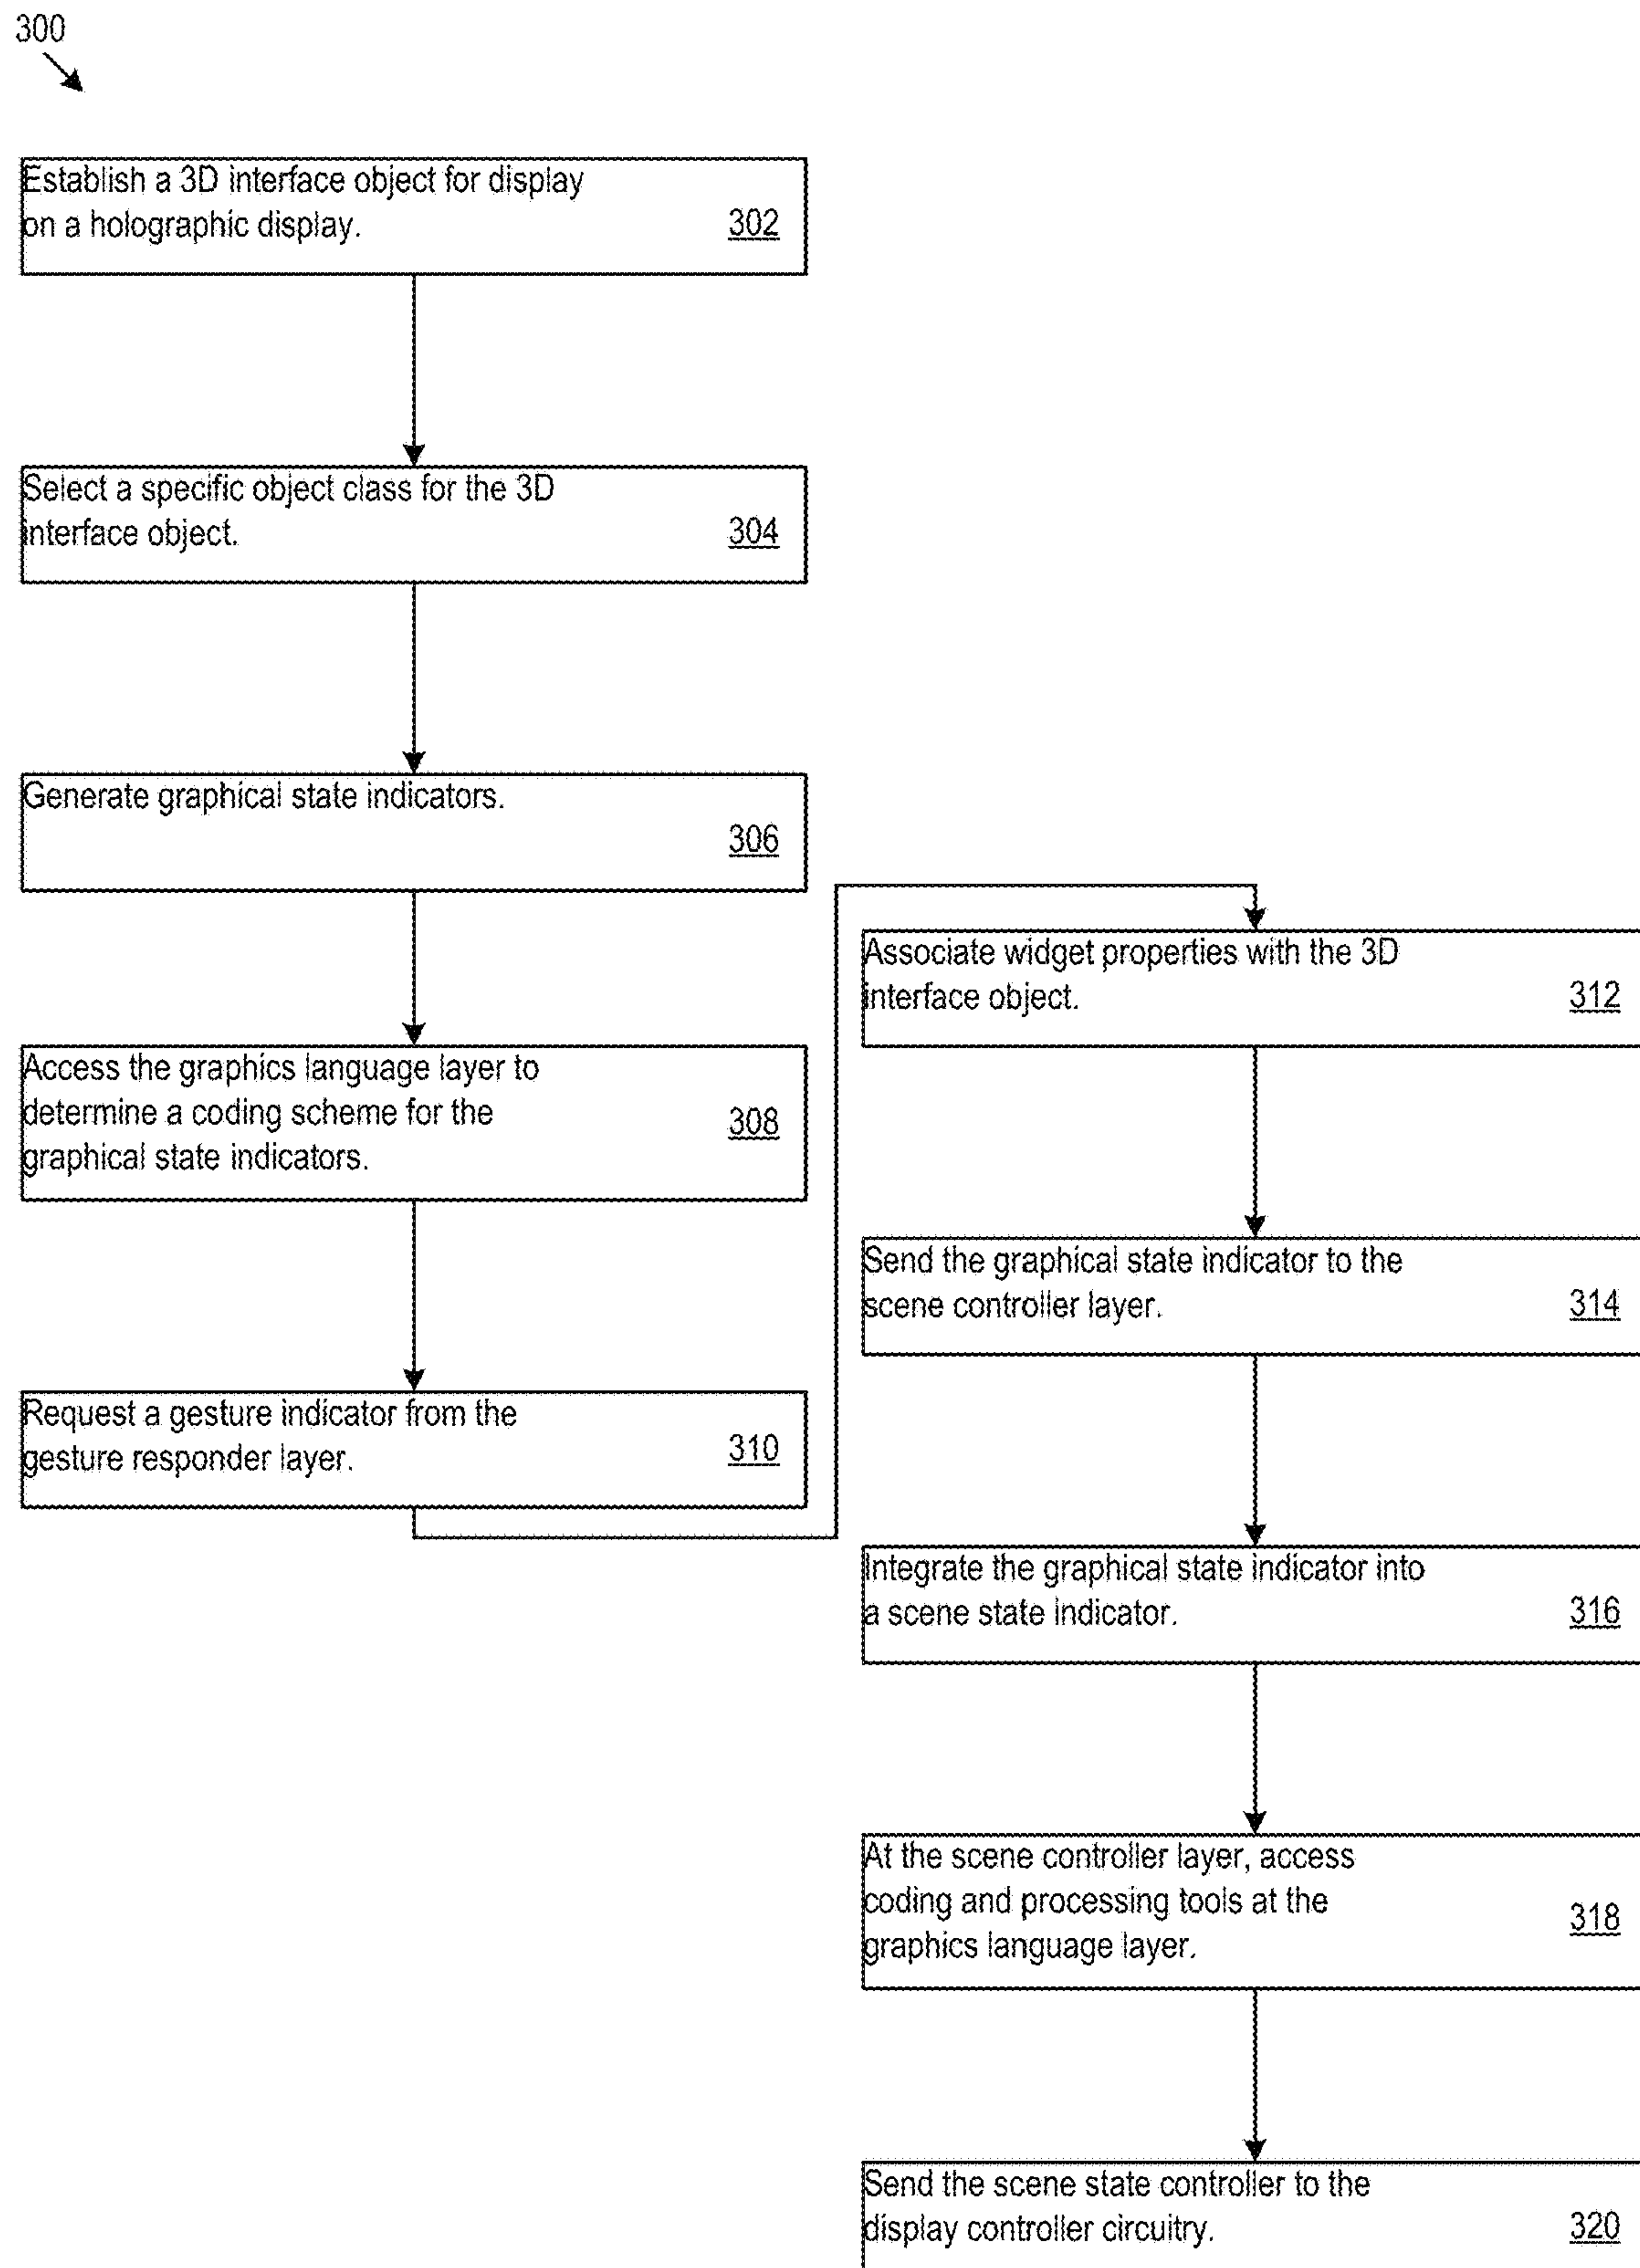 300
Establish a 3D interface object for display
on a holographic display.
302
Select a specific object class for the 3D
interface object.
304
Generate graphical state indicators.
306
Access the graphics language layer to
determine a coding scheme for the
graphical state indicators.
308
Request a gesture indicator from the
gesture responder layer.
310
Associate widget properties with the 3D
interface object.
312
Send the graphical state indicator to the
scene controller layer.
314
Integrate the graphical state indicator into
a scene state indicator.
316
At the scene controller layer, access
coding and processing tools at the
graphics language layer.
318
Send the scene state controller to the
display controller circuitry.
320